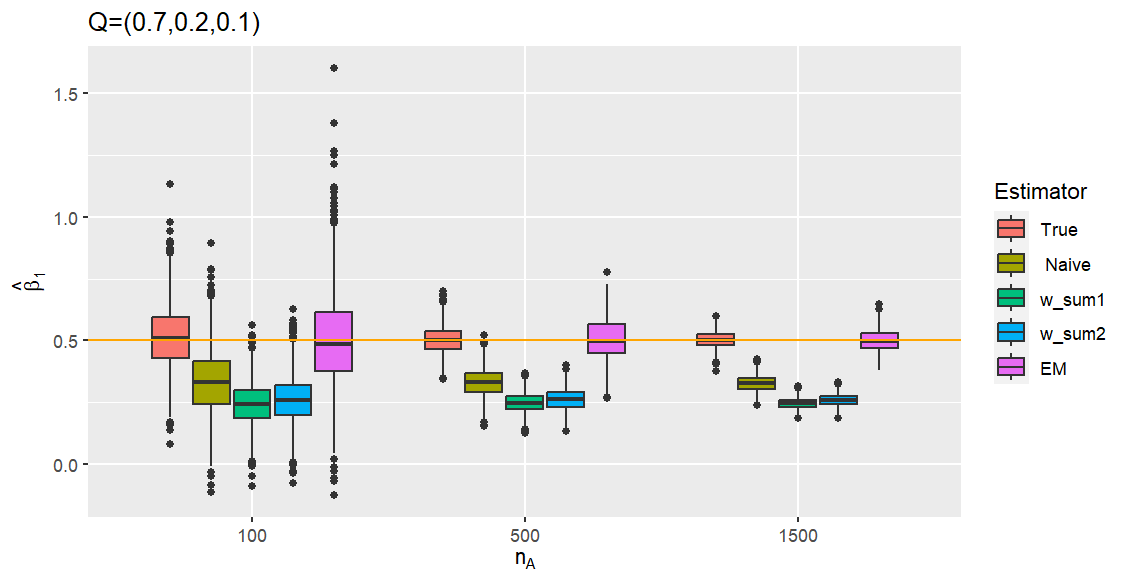 Q=(0.7,0.2,0.1)
1.5
1.0
0.5
0.0
β̂₁
100
500
1500
n_A
Estimator
True
Naive
w_sum1
w_sum2
EM